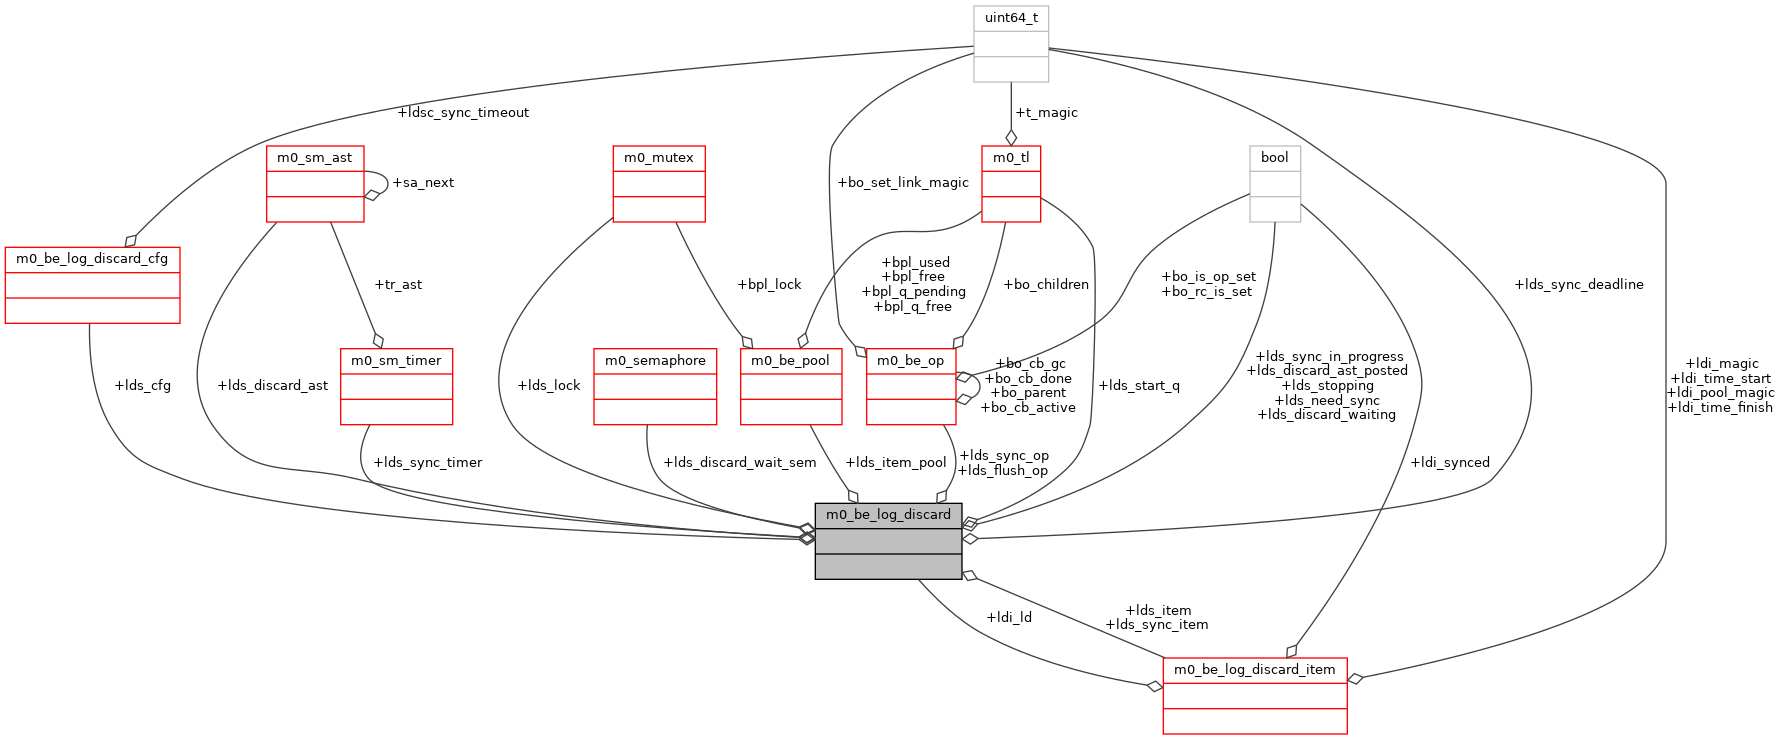 uint64_t
+ldsc_sync_timeout
+t_magic
m0_sm_ast
m0_mutex
m0_tl
bool
+sa_next
+bo_set_link_magic
m0_be_log_discard_cfg
+tr_ast
+bpl_lock
+bpl_used
+bpl_free
+bpl_q_pending
+bpl_q_free
+bo_children
+bo_is_op_set
+bo_rc_is_set
+lds_sync_deadline
m0_sm_timer
m0_semaphore
m0_be_pool
m0_be_op
+lds_cfg
+lds_discard_ast
+lds_lock
+bo_cb_gc
+bo_cb_done
+bo_parent
+bo_cb_active
+lds_start_q
+lds_sync_in_progress
+lds_discard_ast_posted
+lds_stopping
+lds_need_sync
+lds_discard_waiting
+ldi_magic
+ldi_time_start
+ldi_pool_magic
+ldi_time_finish
+lds_sync_timer
+lds_discard_wait_sem
+lds_item_pool
+lds_sync_op
+lds_flush_op
+ldi_synced
m0_be_log_discard
+ldi_ld
+lds_item
+lds_sync_item
m0_be_log_discard_item